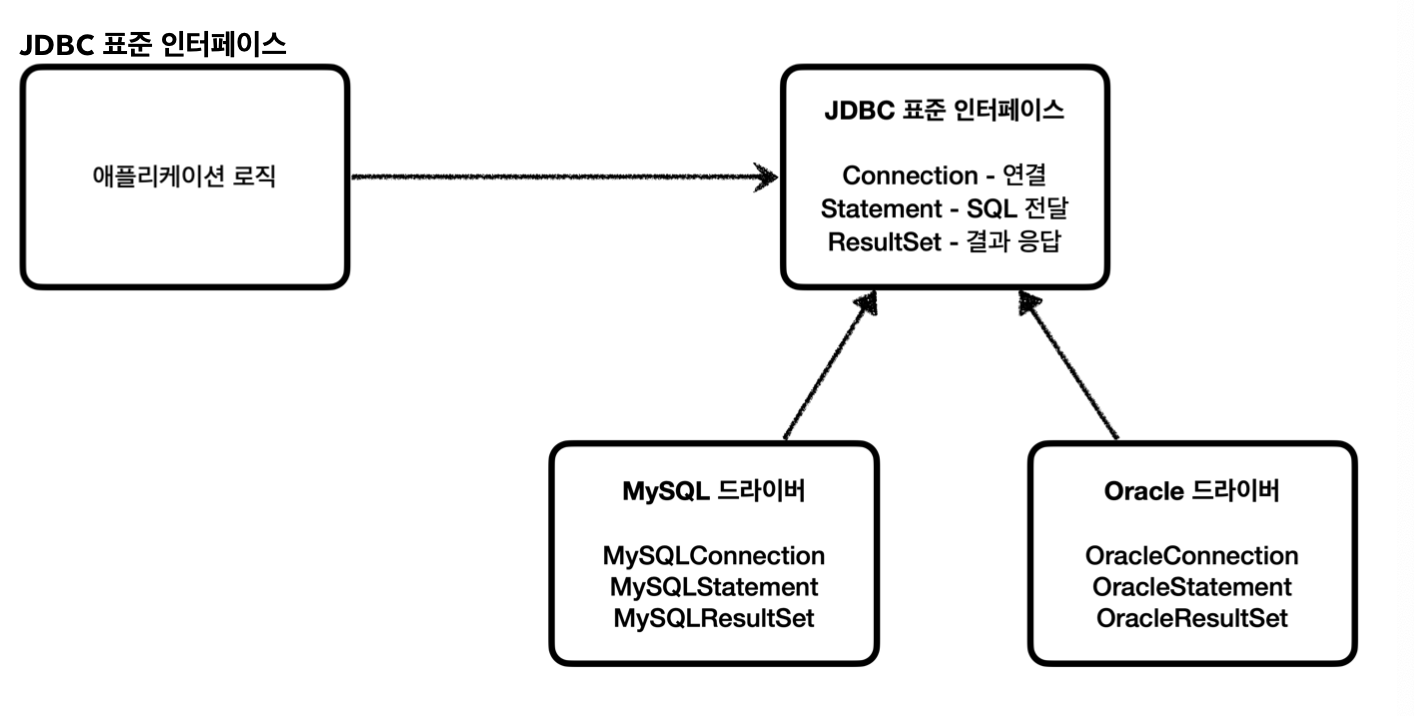 JDBC 표준 인터페이스
애플리케이션 로직
JDBC 표준 인터페이스
Connection - 연결
Statement - SQL 전달
ResultSet - 결과 응답
MySQL 드라이버
MySQLConnection
MySQLStatement
MySQLResultSet
Oracle 드라이버
OracleConnection
OracleStatement
OracleResultSet